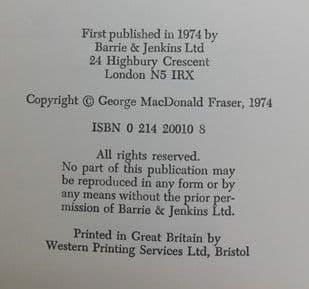 First published in 1974 by
Barrie & Jenkins Ltd
24 Highbury Crescent
London N5 IRX
Copyright © George MacDonald Fraser, 1974
ISBN 0 214 20010 8
All rights reserved.
No part of this publication may
be reproduced in any form or by
any means without the prior per-
mission of Barrie & Jenkins Ltd.
Printed in Great Britain by
Western Printing Services Ltd, Bristol